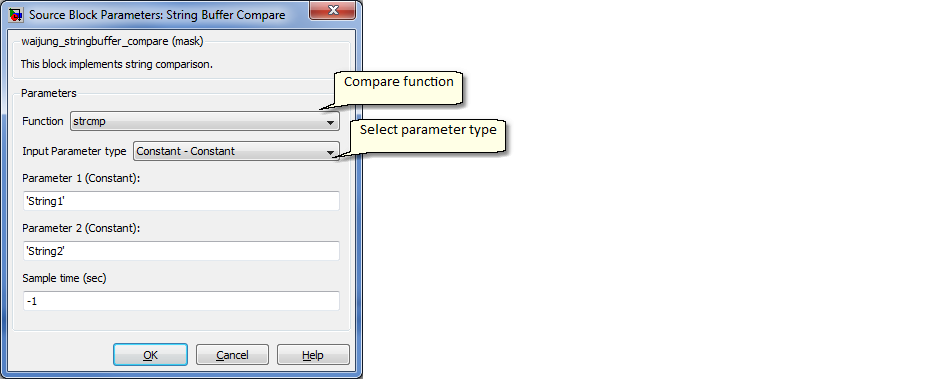 Source Block Parameters: String Buffer Compare
waijung_stringbuffer_compare (mask)
This block implements string comparison.
Compare function
Parameters
Function strcmp
Select parameter type
Input Parameter type Constant - Constant
Parameter 1 (Constant):
'String1'
Parameter 2 (Constant):
'String2'
Sample time (sec)
-1
OK Cancel Help